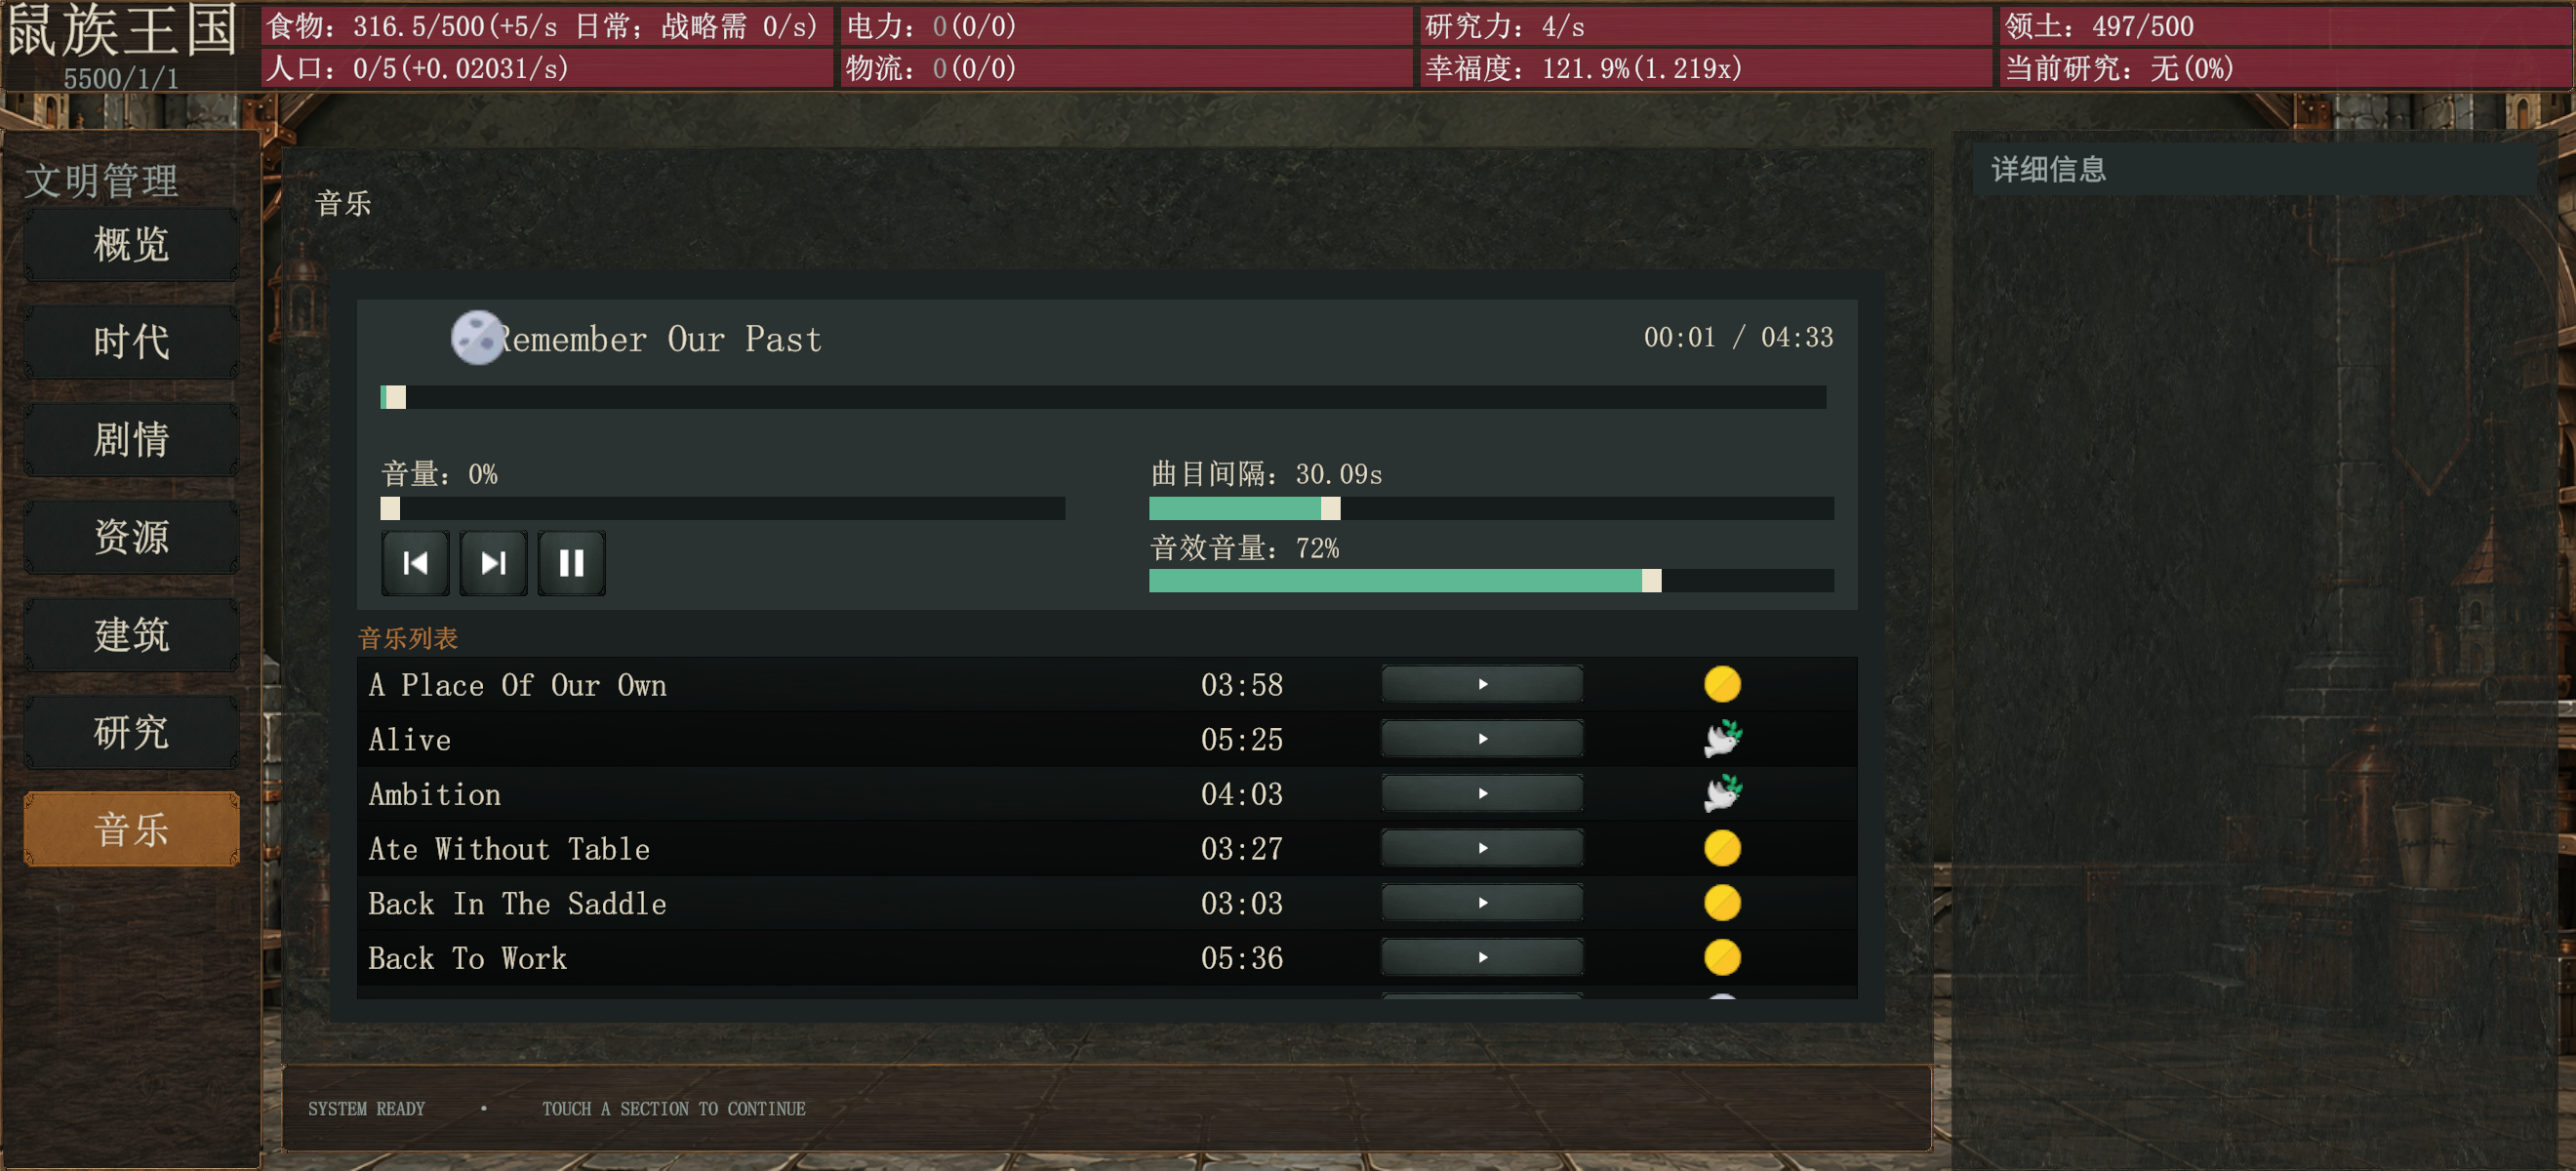 鼠族王国
5500/1/1
食物: 316.5/500(+5/s 日常; 战略需 0/s)
电力: 0(0/0)
研究力: 4/s
领土: 497/500
人口: 0/5(+0.02031/s)
物流: 0(0/0)
幸福度: 121.9%(1.219x)
当前研究: 无(0%)
文明管理
概览
时代
剧情
资源
建筑
研究
音乐
音乐
Remember Our Past
00:01 / 04:33
音量: 0%
曲目间隔: 30.09s
音效音量: 72%
音乐列表
A Place Of Our Own 03:58
Alive 05:25
Ambition 04:03
Ate Without Table 03:27
Back In The Saddle 03:03
Back To Work 05:36
SYSTEM READY • TOUCH A SECTION TO CONTINUE
详细信息